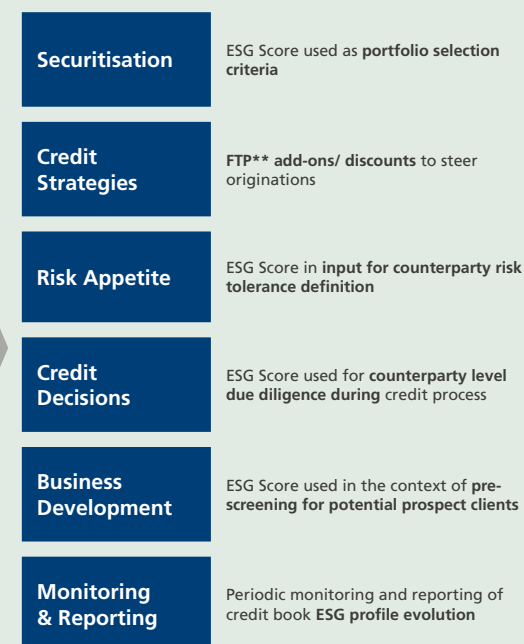 Securitisation
ESG Score used as portfolio selection
criteria
Credit
Strategies
FTP** add-ons/ discounts to steer
originations
Risk Appetite
ESG Score in input for counterparty risk
tolerance definition
Credit
Decisions
ESG Score used for counterparty level
due diligence during credit process
Business
Development
ESG Score used in the context of pre-
screening for potential prospect clients
Monitoring
& Reporting
Periodic monitoring and reporting of
credit book ESG profile evolution